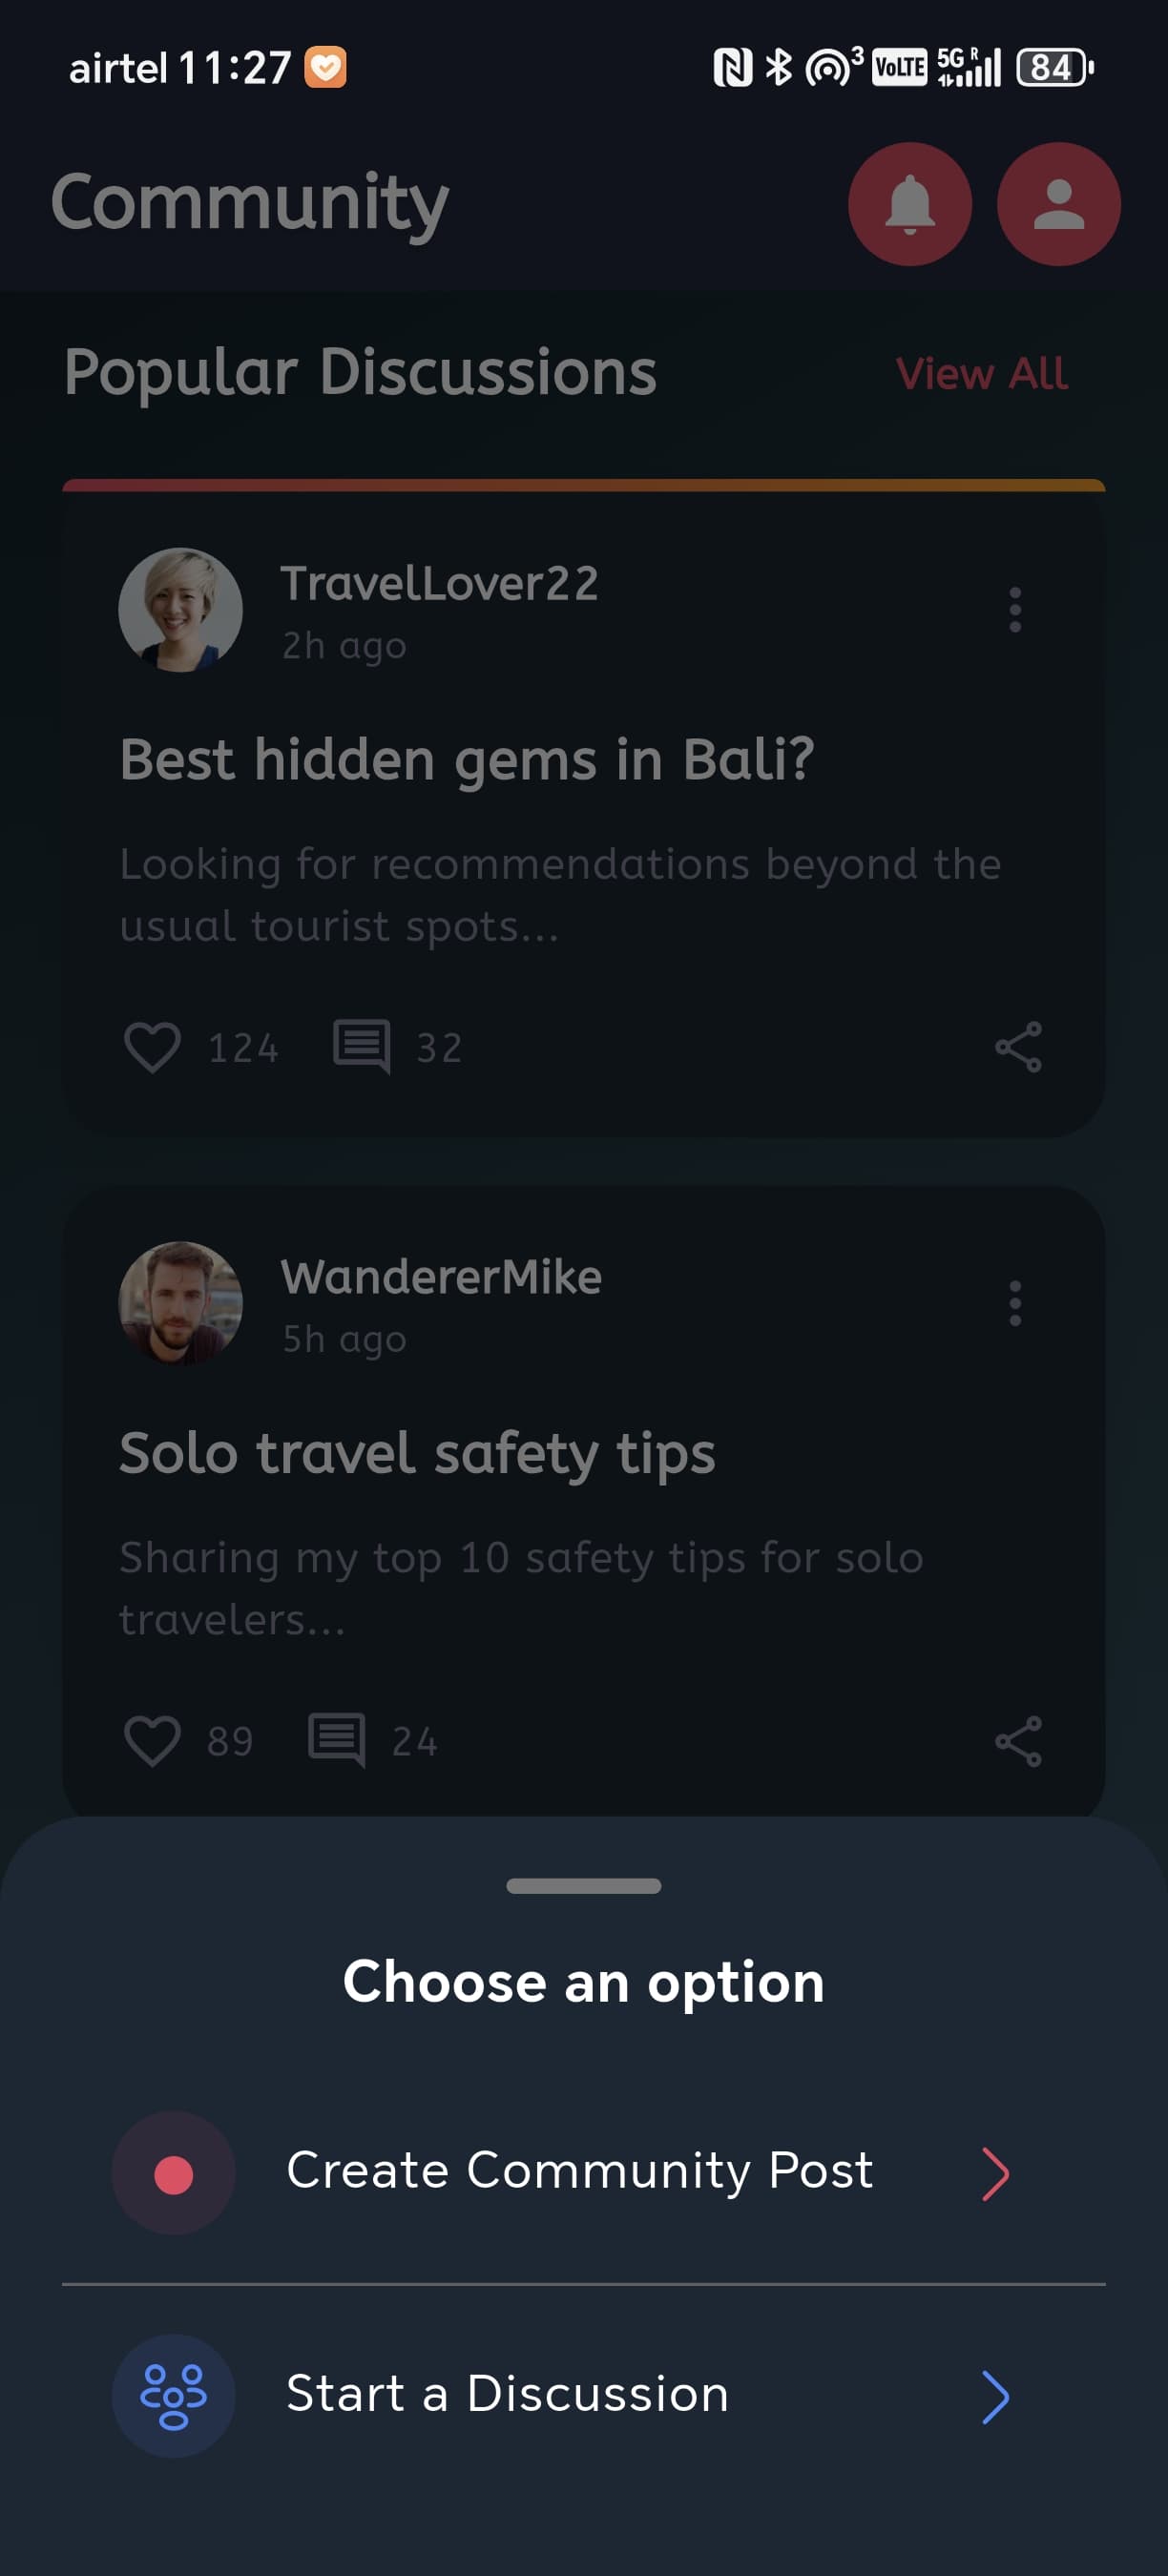 airtel 11:27 3 VoLTE 5G R 84
Community
Popular Discussions View All
TravelLover22
2h ago
Best hidden gems in Bali?
Looking for recommendations beyond the
usual tourist spots...
124 32
WandererMike
5h ago
Solo travel safety tips
Sharing my top 10 safety tips for solo
travelers...
89 24
Choose an option
Create Community Post
Start a Discussion